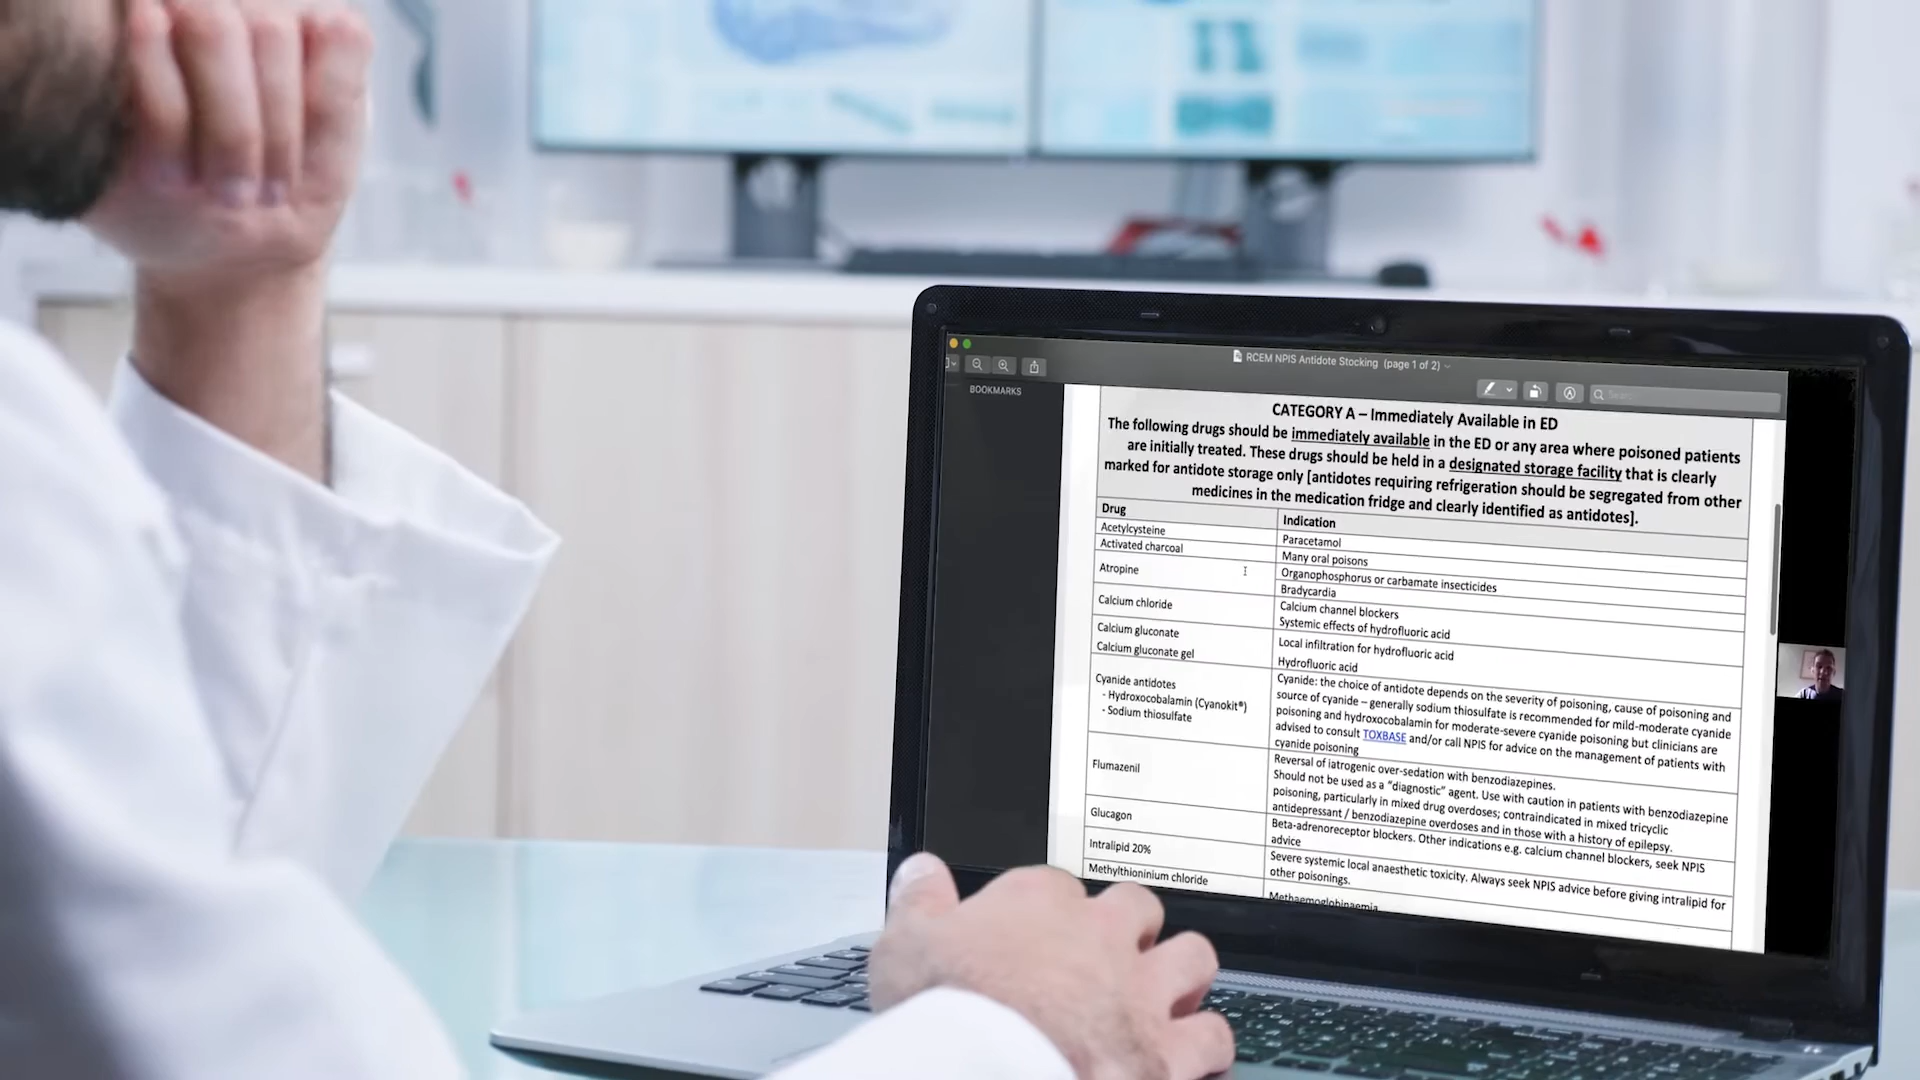 RCEM NPIS Antidote Stocking (page 1 of 2)
BOOKMARKS
CATEGORY A – Immediately Available in ED
The following drugs should be immediately available in the ED or any area where poisoned patients
are initially treated. These drugs should be held in a designated storage facility that is clearly
marked for antidote storage only [antidotes requiring refrigeration should be segregated from other
medicines in the medication fridge and clearly identified as antidotes].
Drug
Indication
Acetylcysteine
Paracetamol
Activated charcoal
Many oral poisons
Atropine
Organophosphorus or carbamate insecticides
Bradycardia
Calcium chloride
Calcium channel blockers
Systemic effects of hydrofluoric acid
Calcium gluconate
Local infiltration for hydrofluoric acid
Calcium gluconate gel
Hydrofluoric acid
Cyanide antidotes
- Hydroxocobalamin (Cyanokit®)
- Sodium thiosulfate
Cyanide: the choice of antidote depends on the severity of poisoning, cause of poisoning and
source of cyanide – generally sodium thiosulfate is recommended for mild-moderate cyanide
poisoning and hydroxocobalamin for moderate-severe cyanide poisoning but clinicians are
advised to consult TOXBASE and/or call NPIS for advice on the management of patients with
cyanide poisoning
Flumazenil
Reversal of iatrogenic over-sedation with benzodiazepines.
Should not be used as a “diagnostic” agent. Use with caution in patients with benzodiazepine
poisoning, particularly in mixed drug overdoses; contraindicated in mixed tricyclic
antidepressant / benzodiazepine overdoses and in those with a history of epilepsy.
Glucagon
Beta-adrenoreceptor blockers. Other indications e.g. calcium channel blockers, seek NPIS
advice
Intralipid 20%
Severe systemic local anaesthetic toxicity. Always seek NPIS advice before giving intralipid for
other poisonings.
Methylthioninium chloride
Methaemoglobinaemia